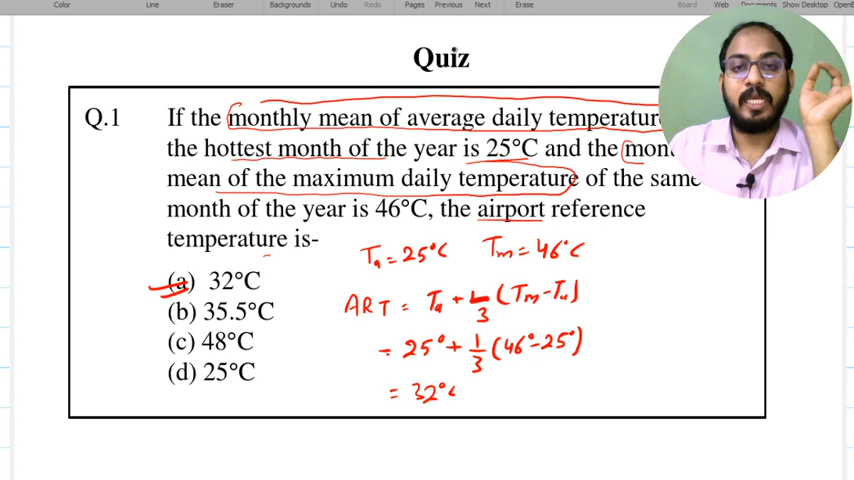 Color Line Eraser Backgrounds Undo Redo Pages Previous Next Erase Board Web Documents Show Desktop
Quiz
Q.1 If the monthly mean of average daily temperature
the hottest month of the year is 25°C and the
mean of the maximum daily temperature of the same
month of the year is 46°C, the airport reference
temperature is-
Ta = 25°C Tm = 46°C
(a) 32°C
ART = Ta + 1/3 (Tm - Ta)
(b) 35.5°C
(c) 48°C
= 25° + 1/3 (46° - 25°)
(d) 25°C
= 32°C